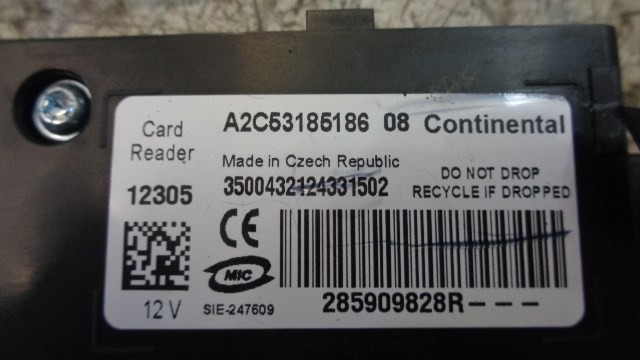 Card Reader
A2C53185186 08 Continental
Made in Czech Republic
12305
3500432124331502
DO NOT DROP
RECYCLE IF DROPPED
CE
MIC
12 V
SIE-247609
285909828R---